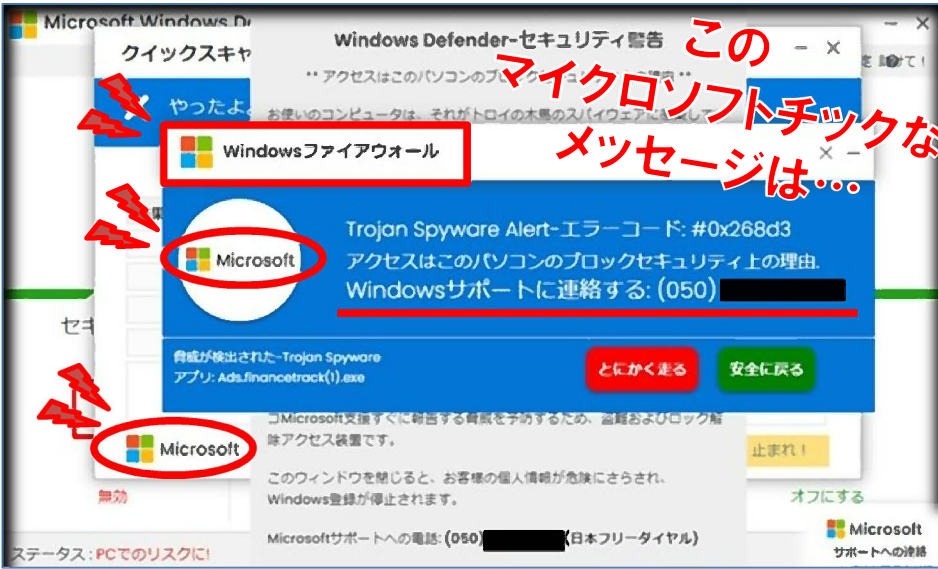 Microsoft Windows De
クイックスキャ
Windows Defender-セキュリティ警告
** アクセスはこのパソコンのブロック
この
マイクロソフトチックな
メッセージは…
やったよ
お使いのコンピュータは、それがトロイの木馬のスパイウェアに感染して
Windowsファイアウォール
Microsoft
Trojan Spyware Alert-エラーコード: #0x268d3
アクセスはこのパソコンのブロックセキュリティ上の理由.
Windowsサポートに連絡する: (050)
セキ
脅威が検出された-Trojan Spyware
アプリ: Ads.financetrack(1).exe
とにかく走る
安全に戻る
コMicrosoft支援すぐに報告する脅威を予防するため、盗難およびロック解
除アクセス装置です。
Microsoft
止まれ!
このウィンドウを閉じると、お客様の個人情報が危険にさらされ、
Windows登録が停止されます。
無効
オフにする
Microsoftサポートへの電話: (050)
(日本フリーダイヤル)
Microsoft
サポートへの連絡
ステータス: PCでのリスクに!